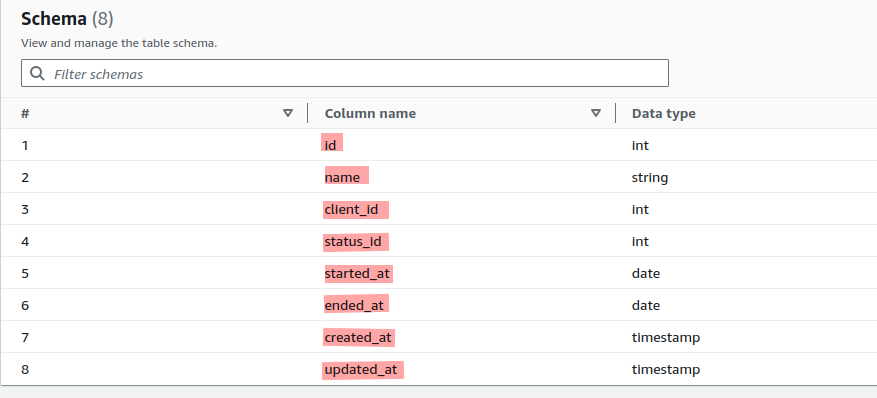 Schema (8)
View and manage the table schema.
Filter schemas
# Column name Data type
1 id int
2 name string
3 client_id int
4 status_id int
5 started_at date
6 ended_at date
7 created_at timestamp
8 updated_at timestamp